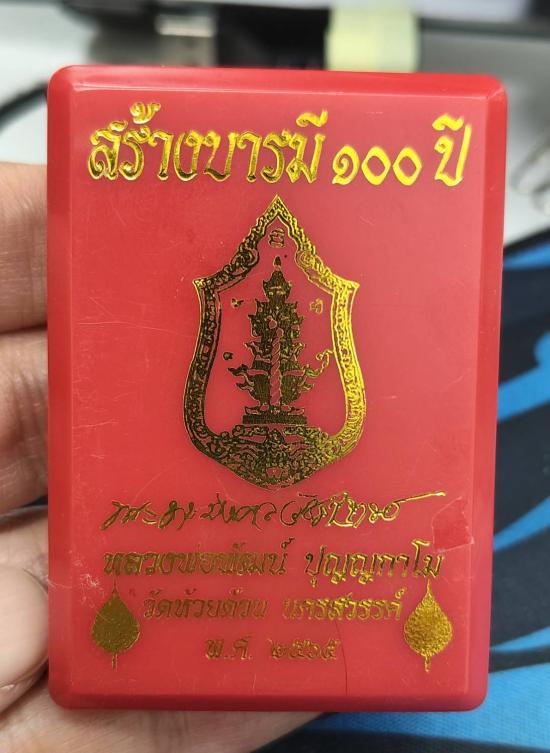 สร้างบารมี ๑๐๐ ปี
หลวงพ่อพัฒน์ ปุญญกาโม
วัดห้วยด้วน นครสวรรค์
พ.ศ. ๒๕๖๕